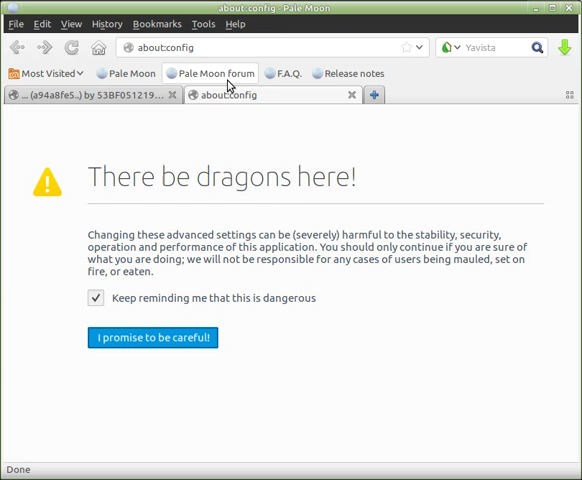 about:config - Pale Moon
File Edit View History Bookmarks Tools Help
about:config
Yavista
Most Visited Pale Moon Pale Moon forum F.A.Q. Release notes
... (a94a8fe5..) by 53BF051219... about:config
There be dragons here!
Changing these advanced settings can be (severely) harmful to the stability, security,
operation and performance of this application. You should only continue if you are sure of
what you are doing; we will not be responsible for any cases of users being mauled, set on
fire, or eaten.
Keep reminding me that this is dangerous
I promise to be careful!
Done